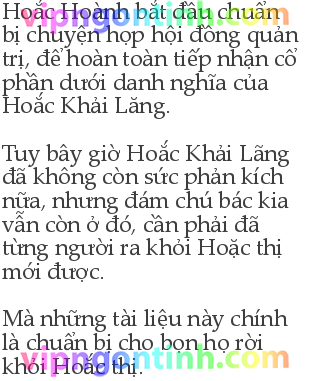 Hoắc Hoành bắt đầu chuẩn
bị chuyện họp hội đồng quản
trị, để hoàn toàn tiếp nhận cổ
phần dưới danh nghĩa của
Hoắc Khải Lăng.
Tuy bây giờ Hoắc Khải Lãng
đã không còn sức phản kích
nữa, nhưng đám chú bác kia
vẫn còn ở đó, cần phải đã
từng người ra khỏi Hoặc thị
mới được.
Mà những tài liệu này chính
là chuẩn bị cho bọn họ rời
khỏi Hoắc thị.
vipngontinh.com
vipngontinh.com